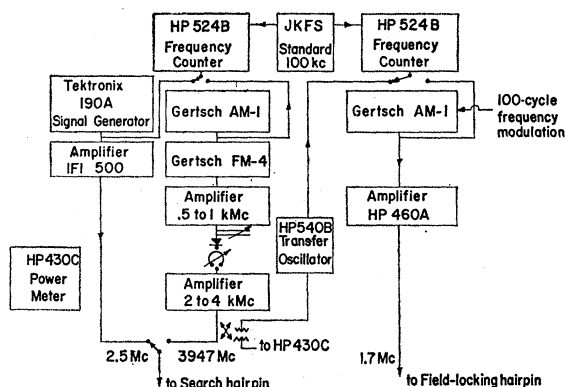 HP 524B
Frequency
Counter
JKFS
Standard
100 kc
HP 524B
Frequency
Counter
Tektronix
190A
Signal Generator
Gertsch AM-1
Gertsch AM-1
100-cycle
frequency
modulation
Amplifier
IFI 500
Gertsch FM-4
Amplifier
.5 to 1 kMc
Amplifier
HP 460A
HP540B
Transfer
Oscillator
HP430C
Power
Meter
Amplifier
2 to 4 kMc
to HP430C
2.5 Mc
3947 Mc
1.7 Mc
to Search hairpin
to Field-locking hairpin